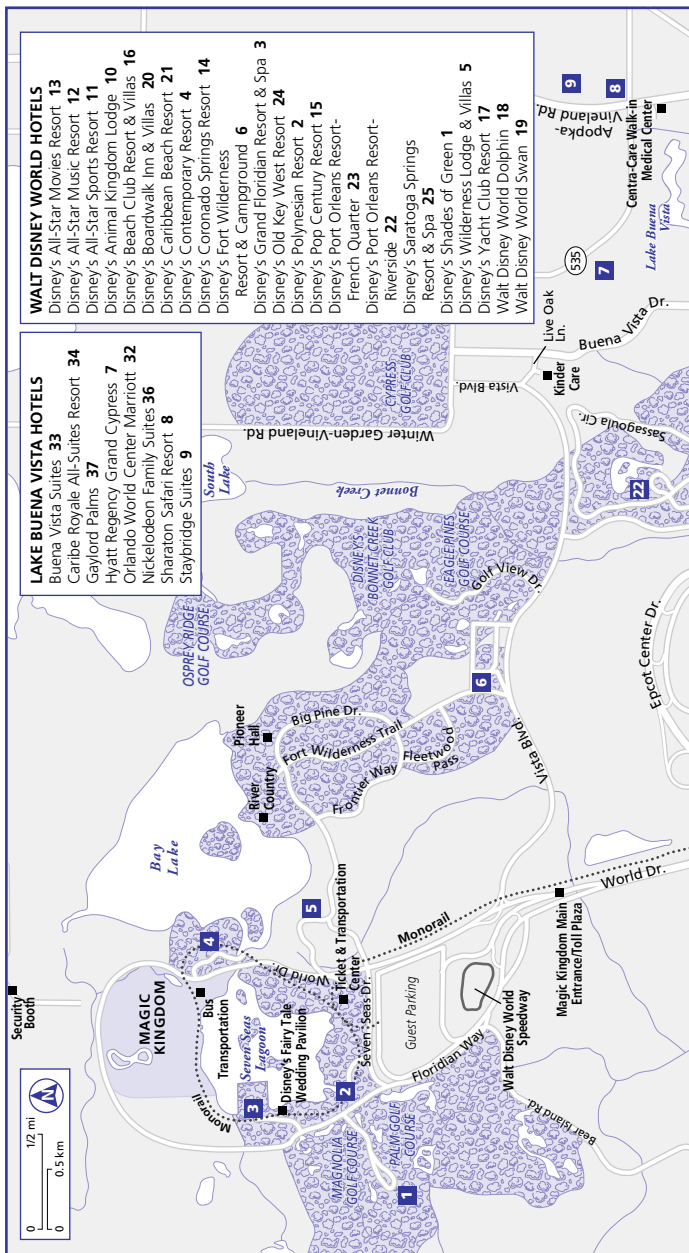 WALT DISNEY WORLD HOTELS
Disney's All-Star Movies Resort 13
Disney's All-Star Music Resort 12
Disney's All-Star Sports Resort 11
Disney's Animal Kingdom Lodge 10
Disney's Beach Club Resort & Villas 16
Disney's Boardwalk Inn & Villas 20
Disney's Caribbean Beach Resort 21
Disney's Contemporary Resort 4
Disney's Coronado Springs Resort 14
Disney's Fort Wilderness
Resort & Campground 6
Disney's Grand Floridian Resort & Spa 3
Disney's Old Key West Resort 24
Disney's Polynesian Resort 2
Disney's Pop Century Resort 15
Disney's Port Orleans Resort-
French Quarter 23
Disney's Port Orleans Resort-
Riverside 22
Disney's Saratoga Springs
Resort & Spa 25
Disney's Shades of Green 1
Disney's Wilderness Lodge & Villas 5
Disney's Yacht Club Resort 17
Walt Disney World Dolphin 18
Walt Disney World Swan 19
LAKE BUENA VISTA HOTELS
Buena Vista Suites 33
Caribe Royale All-Suites Resort 34
Gaylord Palms 37
Hyatt Regency Grand Cypress 7
Orlando World Center Marriott 32
Nickelodeon Family Suites 36
Sharaton Safari Resort 8
Staybridge Suites 9
0
1/2 mi
0
0.5 km
N
Security
Booth
MAGIC
KINGDOM
Bus
Transportation
Monorail
Seven Seas
Lagoon
Disney's Fairy Tale
Wedding Pavilion
3
2
4
5
1
MAGNOLIA
GOLF COURSE
PALM GOLF
COURSE
World Dr.
Ticket & Transportation
Center
Seven Seas Dr.
Guest Parking
Monorail
Floridian Way
Walt Disney World
Speedway
Bear Island Rd.
Magic Kingdom Main
Entrance/Toll Plaza
World Dr.
Bay
Lake
River
Country
Pioneer
Hall
Big Pine Dr.
Fort Wilderness Trail
Frontier Way
Fleetwood
Pass
6
Vista Blvd.
OSPREY RIDGE
GOLF COURSE
DISNEY'S
BONNET CREEK
GOLF CLUB
EAGLE PINES
GOLF COURSE
Golf View Dr.
South
Lake
Bonnet Creek
Winter Garden-Vineland Rd.
CYPRESS
GOLF CLUB
Vista Blvd.
Live Oak
Ln.
Kinder
Care
Buena Vista Dr.
Sassagoula Cir.
22
Epcot Center Dr.
535
7
Lake Buena
Vista
Apopka-
Vineland Rd.
9
8
Centra-Care Walk-in
Medical Center